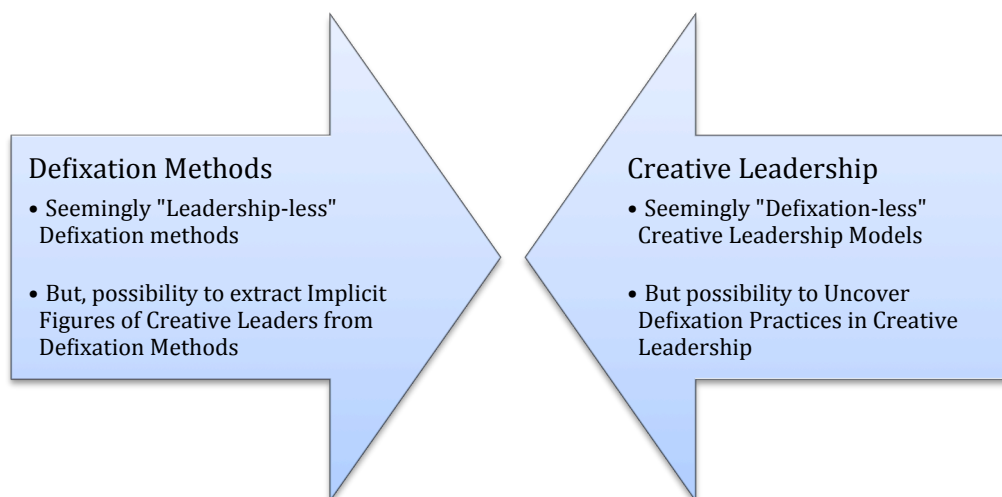 Defixation Methods
• Seemingly "Leadership-less"
Defixation methods
• But, possibility to extract Implicit
Figures of Creative Leaders from
Defixation Methods
Creative Leadership
• Seemingly "Defixation-less"
Creative Leadership Models
• But possibility to Uncover
Defixation Practices in Creative
Leadership